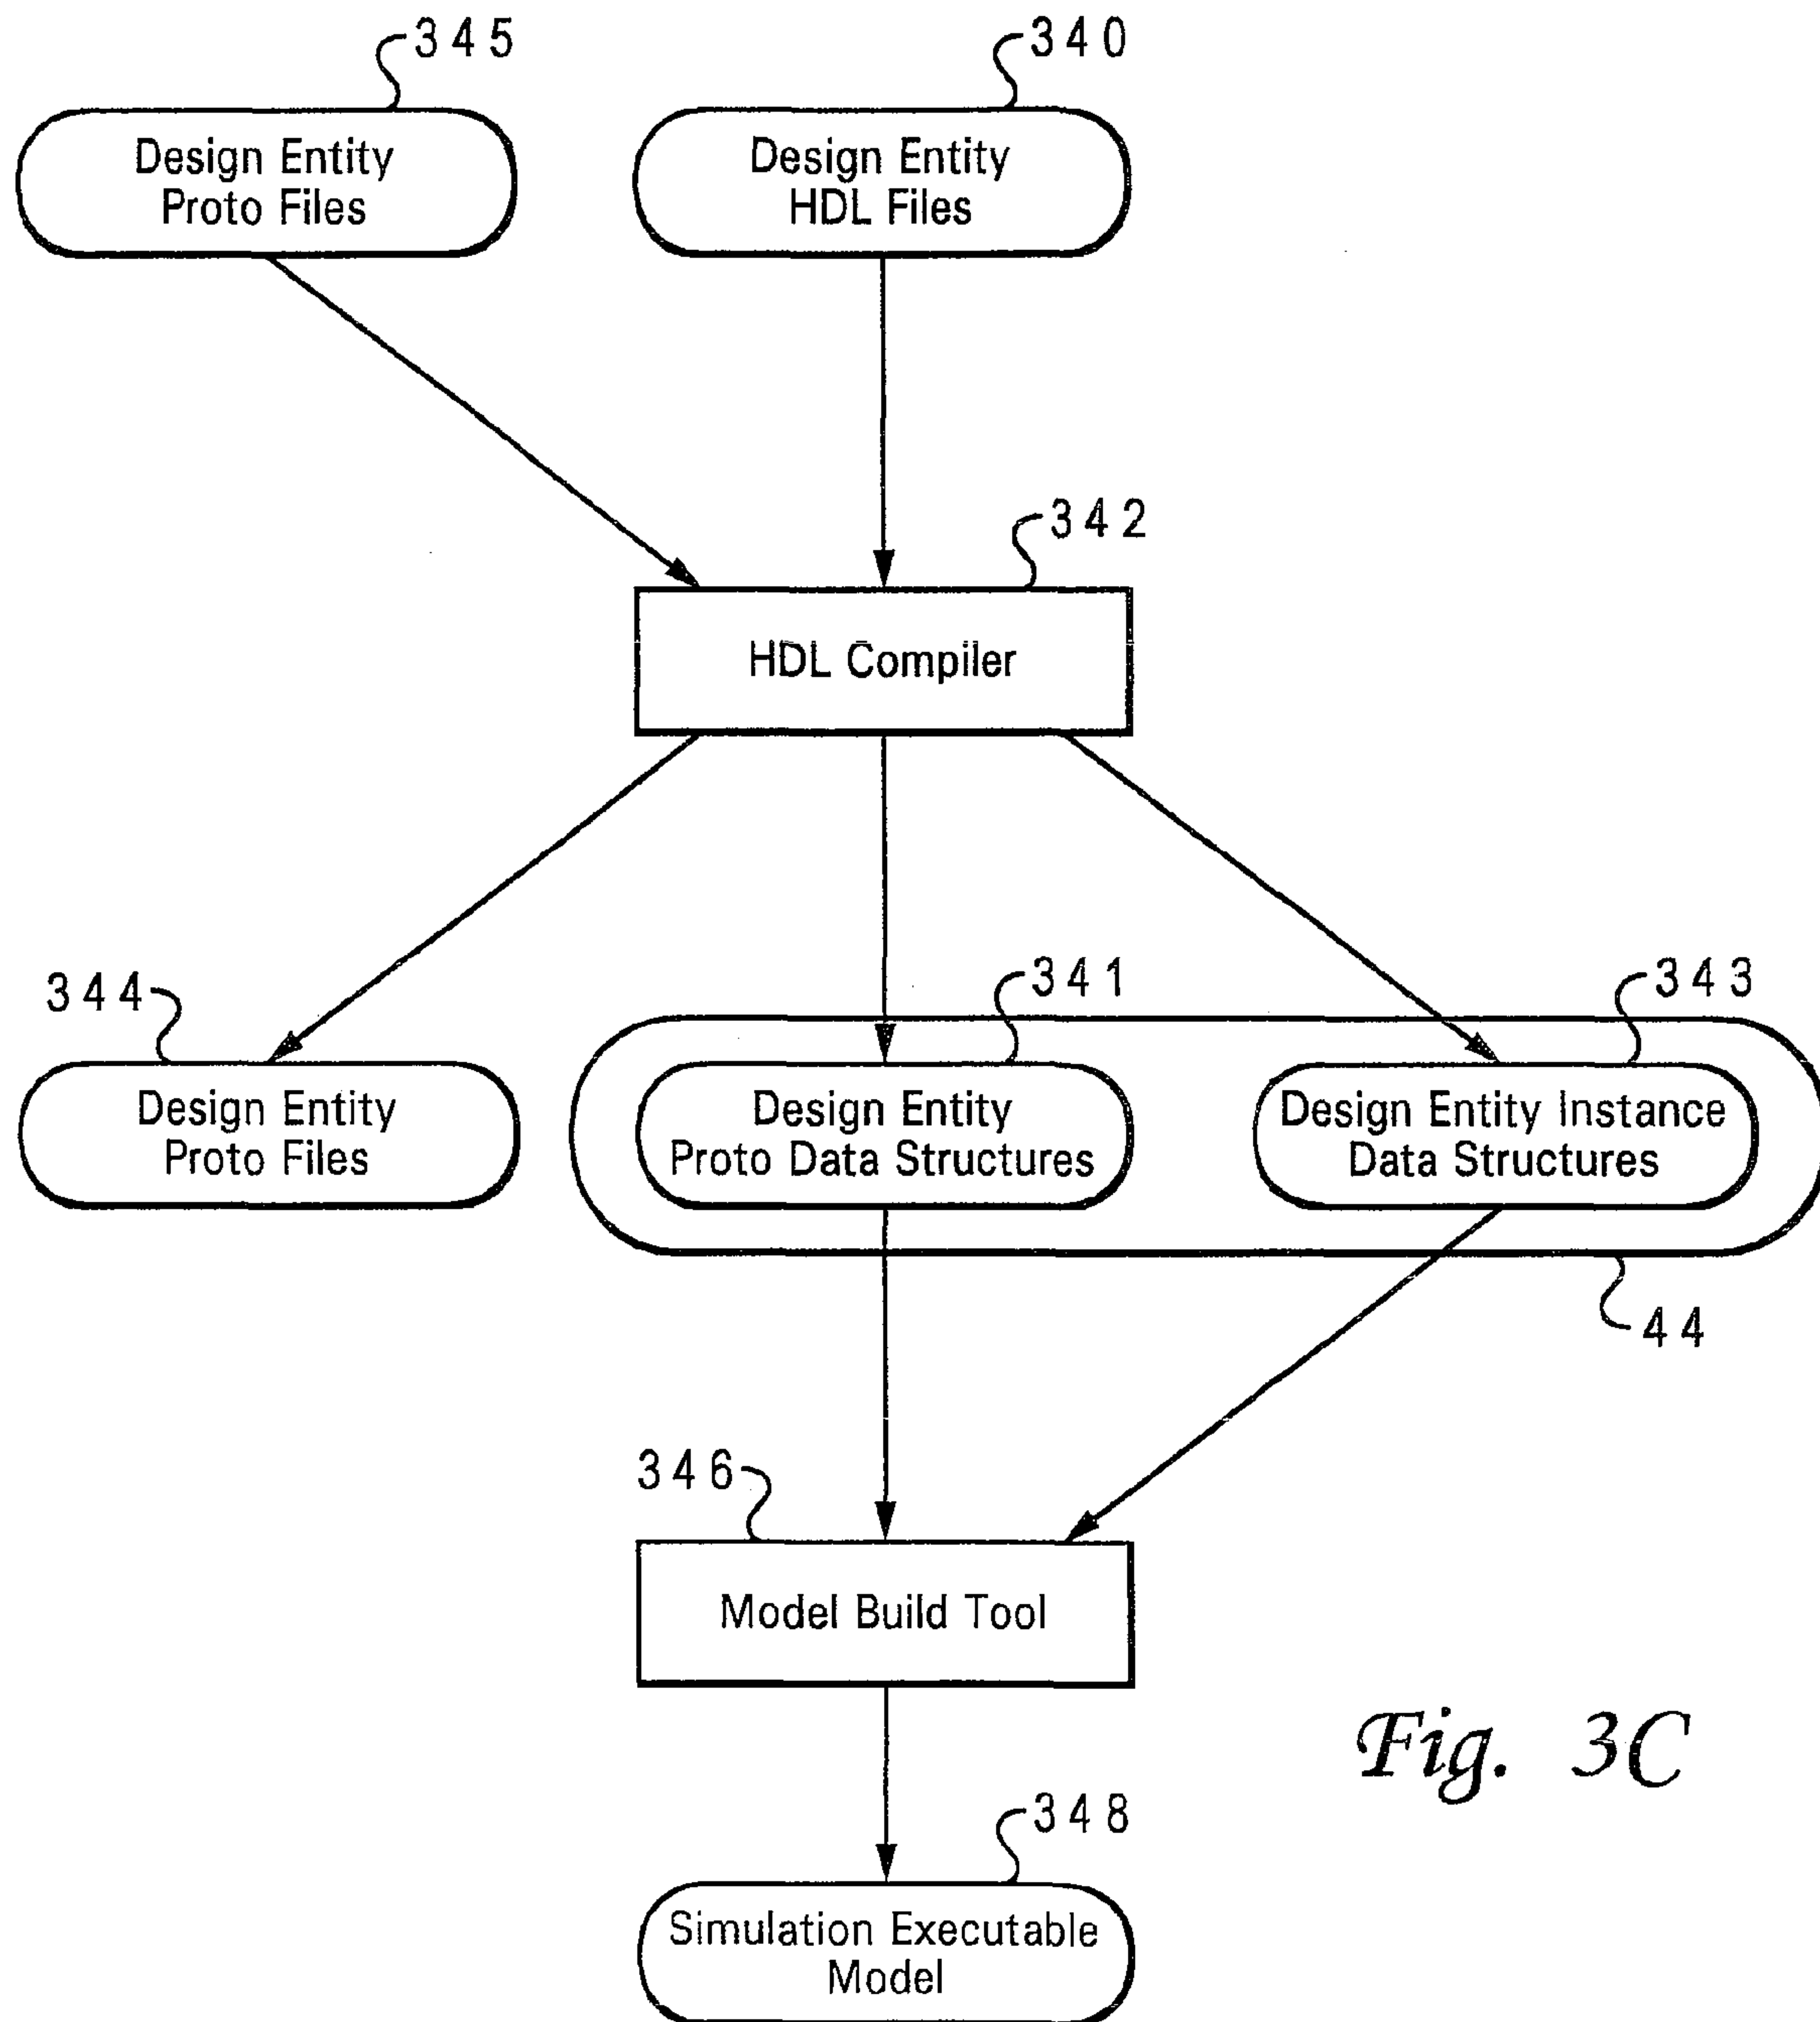 345
340
Design Entity
Proto Files
Design Entity
HDL Files
342
HDL Compiler
344
341
343
Design Entity
Proto Files
Design Entity
Proto Data Structures
Design Entity Instance
Data Structures
44
346
Model Build Tool
Fig. 3C
348
Simulation Executable
Model